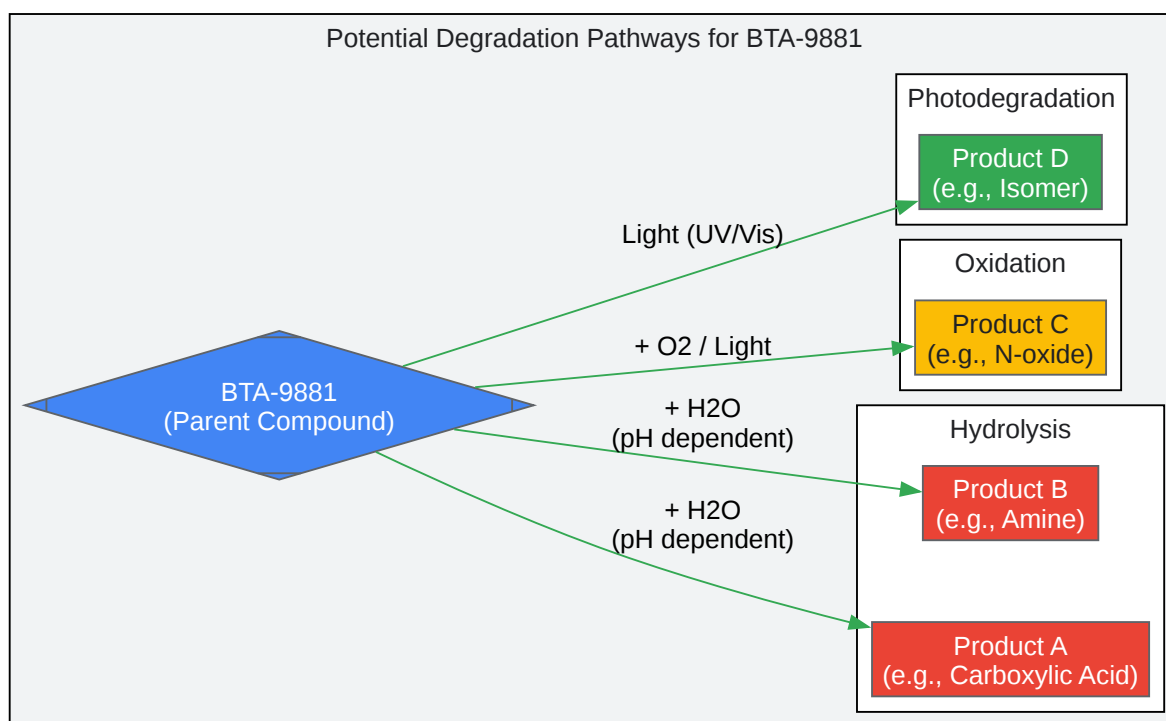 Potential Degradation Pathways for BTA-9881
Photodegradation
Product D
(e.g., Isomer)
Light (UV/Vis)
Oxidation
Product C
(e.g., N-oxide)
+ O2 / Light
BTA-9881
(Parent Compound)
+ H2O
(pH dependent)
Hydrolysis
Product B
(e.g., Amine)
+ H2O
(pH dependent)
Product A
(e.g., Carboxylic Acid)